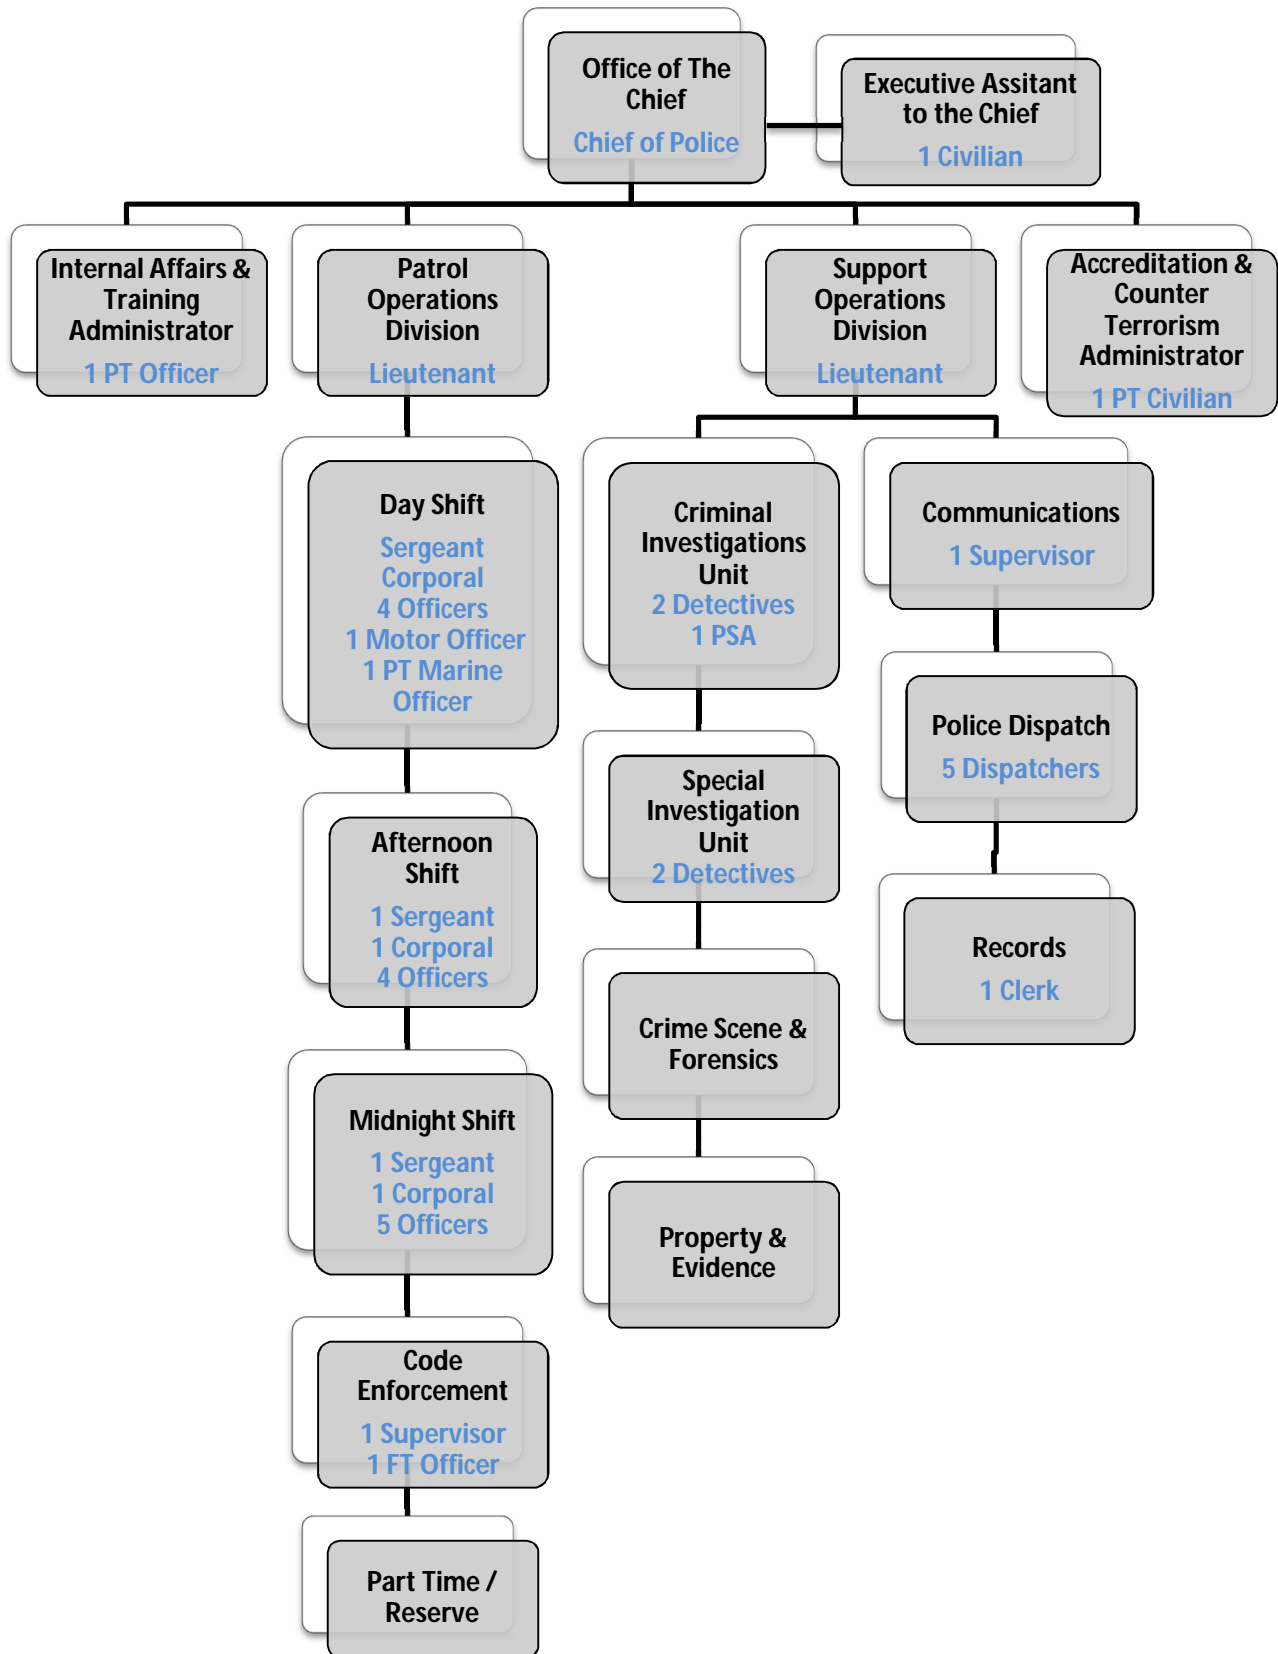 Office of The
Chief
Chief of Police
Executive Assitant
to the Chief
1 Civilian
Internal Affairs &
Training
Administrator
1 PT Officer
Patrol
Operations
Division
Lieutenant
Support
Operations
Division
Lieutenant
Accreditation &
Counter
Terrorism
Administrator
1 PT Civilian
Day Shift
Sergeant
Corporal
4 Officers
1 Motor Officer
1 PT Marine
Officer
Afternoon
Shift
1 Sergeant
1 Corporal
4 Officers
Midnight Shift
1 Sergeant
1 Corporal
5 Officers
Code
Enforcement
1 Supervisor
1 FT Officer
Part Time /
Reserve
Criminal
Investigations
Unit
2 Detectives
1 PSA
Special
Investigation
Unit
2 Detectives
Crime Scene &
Forensics
Property &
Evidence
Communications
1 Supervisor
Police Dispatch
5 Dispatchers
Records
1 Clerk